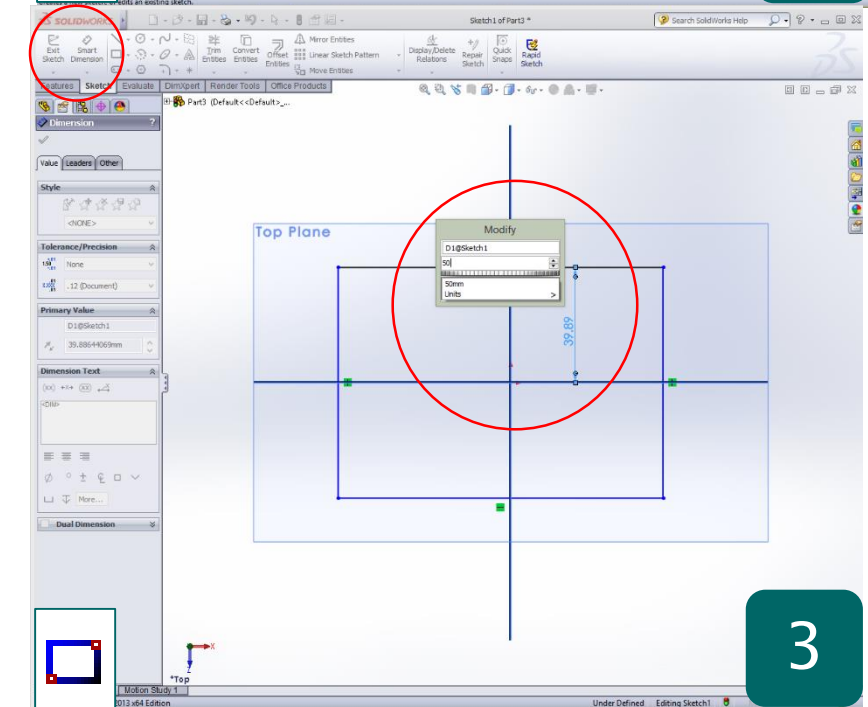 SOLIDWORKS
Sketch1 of Part3 *
Search SolidWorks Help
Exit Sketch
Smart Dimension
Trim Entities
Convert Entities
Offset Entities
Mirror Entities
Linear Sketch Pattern
Move Entities
Display/Delete Relations
Repair Sketch
Quick Snaps
Rapid Sketch
Features Sketch Evaluate DimXpert Render Tools Office Products
Part3 (Default<<Default>_...
Dimension ?
Value Leaders Other
Style
<NONE>
Tolerance/Precision
None
.12 (Document)
Primary Value
D1@Sketch1
39.88644069mm
Dimension Text
<DIM>
More...
Dual Dimension
Top Plane
Modify
D1@Sketch1
50
50mm
Units >
39.89
X
Z
*Top
Motion Study 1
2013 x64 Edition
Under Defined Editing Sketch1
3